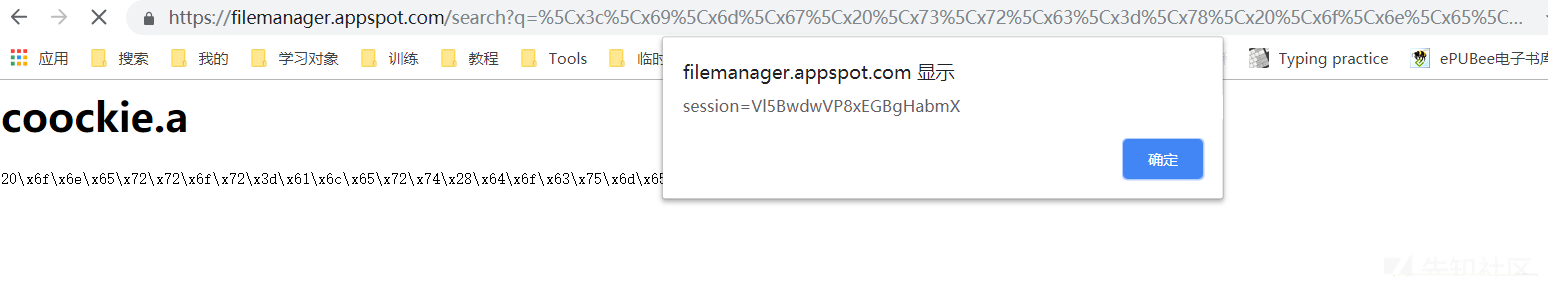 https://filemanager.appspot.com/search?q=%5Cx3c%5Cx69%5Cx6d%5Cx67%5Cx20%5Cx73%5Cx72%5Cx63%5Cx3d%5Cx78%5Cx20%5Cx6f%5Cx6e%5Cx65%5C...
应用 搜索 我的 学习对象 训练 教程 Tools 临时 Typing practice ePUBee电子书库
filemanager.appspot.com 显示
session=Vl5BwdwVP8xEGBgHabmX
确定
coockie.a
20\x6f\x6e\x65\x72\x72\x6f\x72\x3d\x61\x6c\x65\x72\x74\x28\x64\x6f\x63\x75\x6d\x65
先知社区